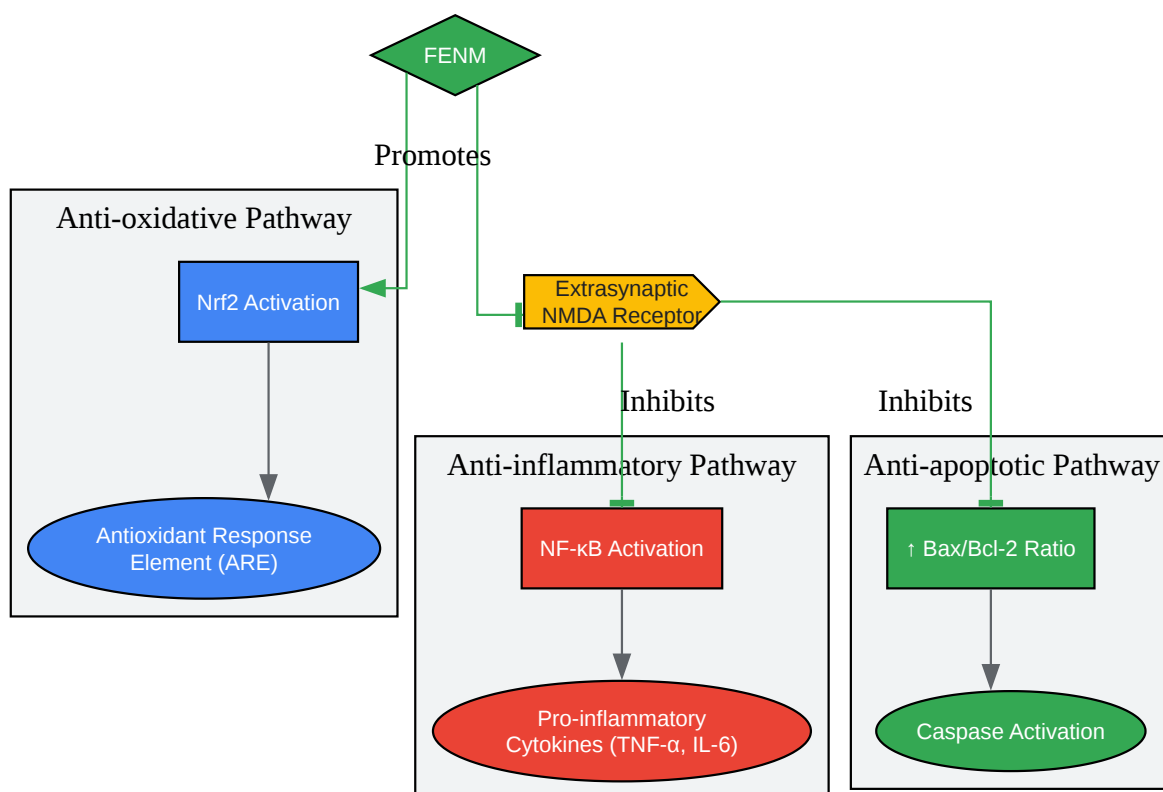 FENM
Promotes
Anti-oxidative Pathway
Nrf2 Activation
Extrasynaptic
NMDA Receptor
Inhibits
Inhibits
Anti-inflammatory Pathway
Anti-apoptotic Pathway
Antioxidant Response
Element (ARE)
NF-κB Activation
↑ Bax/Bcl-2 Ratio
Pro-inflammatory
Cytokines (TNF-α, IL-6)
Caspase Activation